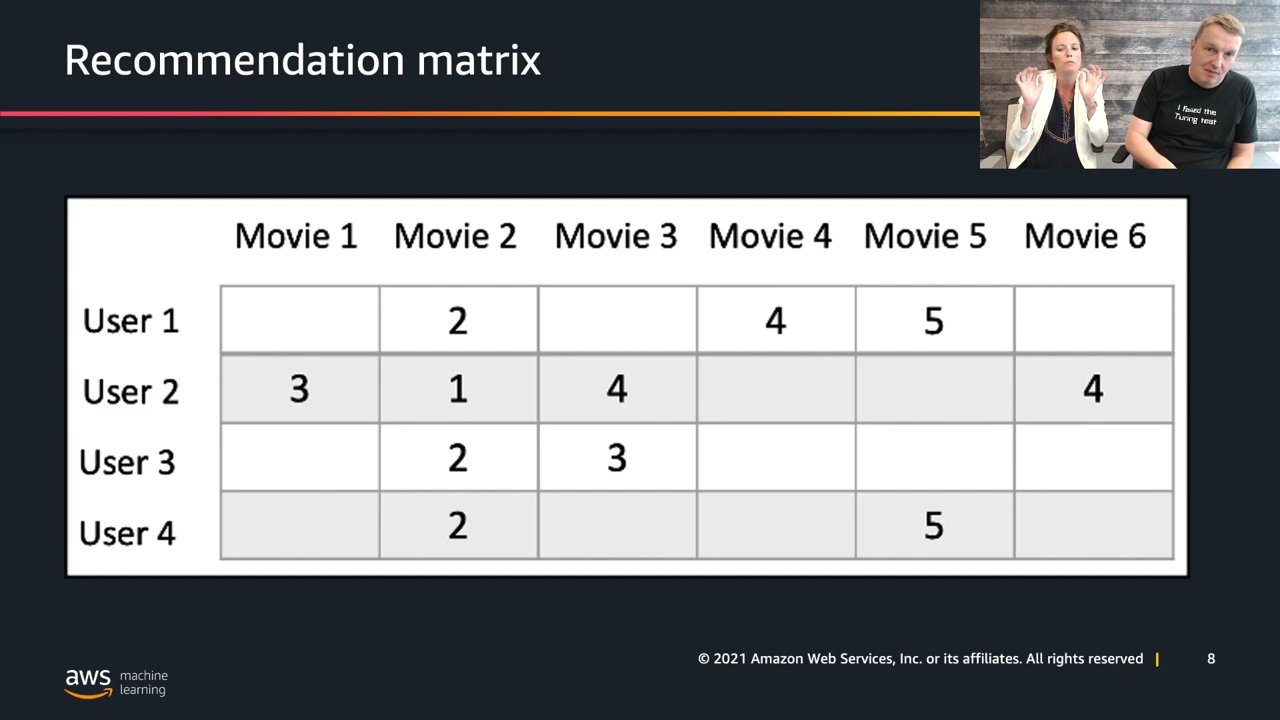 Recommendation matrix
I
the
Turing test
Movie 1 Movie 2 Movie 3 Movie 4 Movie 5 Movie 6
User 1 2 4 5
User 2 3 1 4 4
User 3 2 3
User 4 2 5
© 2021 Amazon Web Services, Inc. or its affiliates. All rights reserved | 8
aws machine learning